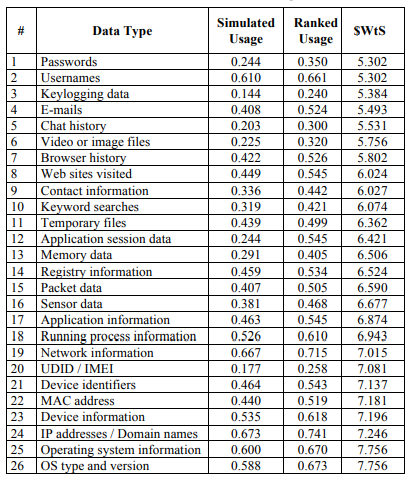 # Data Type Simulated Usage Ranked Usage $WtS
1 Passwords 0.244 0.350 5.302
2 Usernames 0.610 0.661 5.302
3 Keylogging data 0.144 0.240 5.384
4 E-mails 0.408 0.524 5.493
5 Chat history 0.203 0.300 5.531
6 Video or image files 0.225 0.320 5.756
7 Browser history 0.422 0.526 5.802
8 Web sites visited 0.449 0.545 6.024
9 Contact information 0.336 0.442 6.027
10 Keyword searches 0.319 0.421 6.074
11 Temporary files 0.439 0.499 6.362
12 Application session data 0.244 0.545 6.421
13 Memory data 0.291 0.405 6.506
14 Registry information 0.459 0.534 6.524
15 Packet data 0.407 0.505 6.590
16 Sensor data 0.381 0.468 6.677
17 Application information 0.463 0.545 6.874
18 Running process information 0.526 0.610 6.943
19 Network information 0.667 0.715 7.015
20 UDID / IMEI 0.177 0.258 7.081
21 Device identifiers 0.464 0.543 7.137
22 MAC address 0.440 0.519 7.181
23 Device information 0.535 0.618 7.196
24 IP addresses / Domain names 0.673 0.741 7.246
25 Operating system information 0.600 0.670 7.756
26 OS type and version 0.588 0.673 7.756